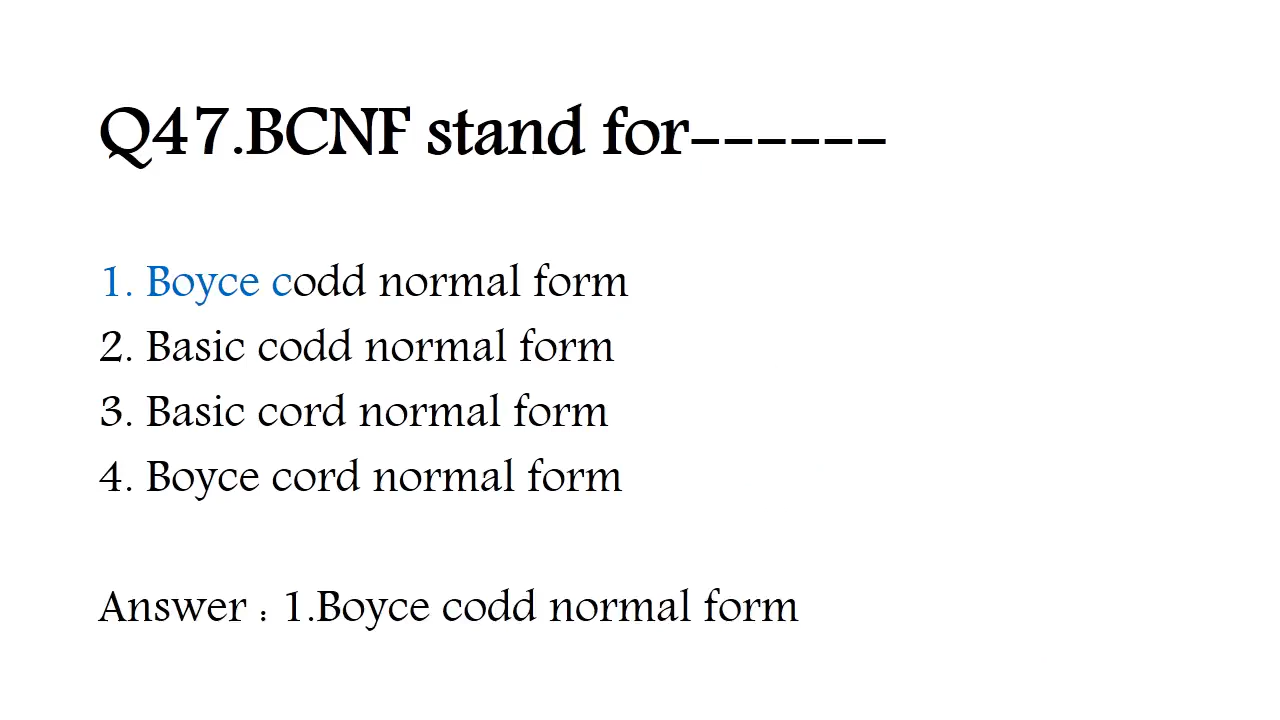 Q47.BCNF stand for------
1. Boyce codd normal form
2. Basic codd normal form
3. Basic cord normal form
4. Boyce cord normal form
Answer : 1.Boyce codd normal form